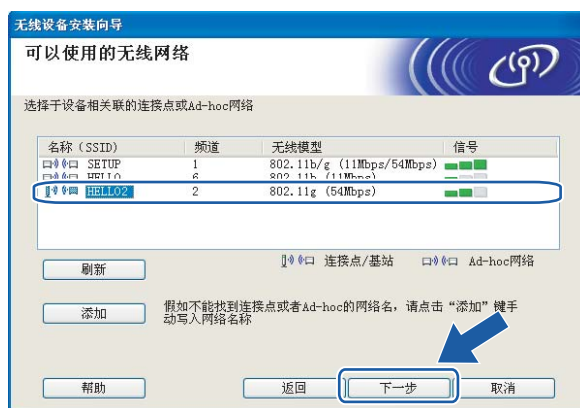 无线设备安装向导
可以使用的无线网络
选择于设备相关联的连接点或Ad-hoc网络
名称 (SSID) 频道 无线模型 信号
SETUP 1 802.11b/g (11Mbps/54Mbps)
HELLO 6 802.11b (11Mbps)
HELLO2 2 802.11g (54Mbps)
刷新 连接点/基站 Ad-hoc网络
添加 假如不能找到连接点或者Ad-hoc的网络名，请点击“添加”键手
动写入网络名称
帮助 返回 下一步 取消